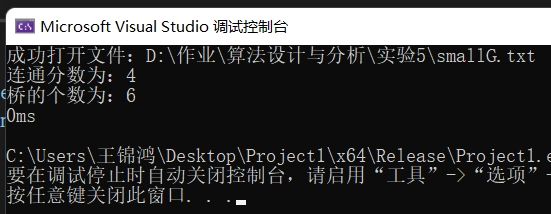 Microsoft Visual Studio 调试控制台
成功打开文件：D:\作业\算法设计与分析\实验5\smallG.txt
连通分数为：4
桥的个数为：6
0ms
C:\Users\王锦鸿\Desktop\Project1\x64\Release\Project1.e
要在调试停止时自动关闭控制台，请启用“工具”->“选项”-
按任意键关闭此窗口. . .